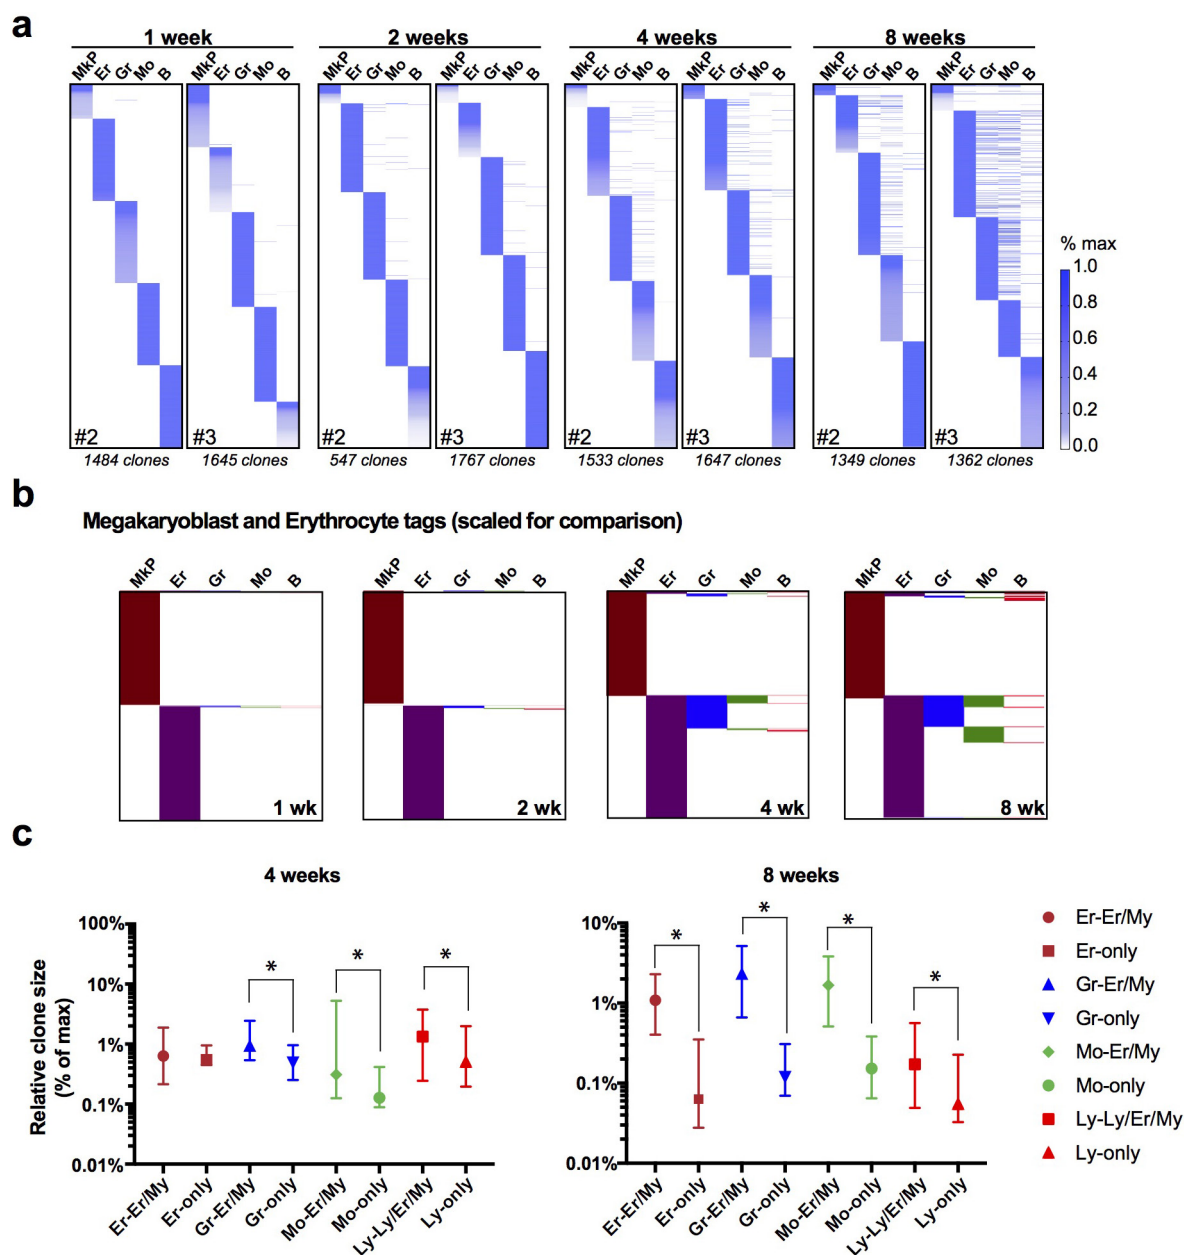 a
1 week 2 weeks 4 weeks 8 weeks
MkP Er Gr Mo B MkP Er Gr Mo B MkP Er Gr Mo B MkP Er Gr Mo B MkP Er Gr Mo B MkP Er Gr Mo B MkP Er Gr Mo B MkP Er Gr Mo B
% max
1.0
0.8
0.6
0.4
0.2
0.0
#2 #3 #2 #3 #2 #3 #2 #3
1484 clones 1645 clones 547 clones 1767 clones 1533 clones 1647 clones 1349 clones 1362 clones
b
Megakaryoblast and Erythrocyte tags (scaled for comparison)
MkP Er Gr Mo B MkP Er Gr Mo B MkP Er Gr Mo B MkP Er Gr Mo B
1 wk 2 wk 4 wk 8 wk
c
4 weeks
Relative clone size
(% of max)
100%
10%
1%
0.1%
0.01%
* * *
Er-Er/My Er-only Gr-Er/My Gr-only Mo-Er/My Mo-only Ly-Ly/Er/My Ly-only
8 weeks
10%
1%
0.1%
0.01%
* * * *
Er-Er/My Er-only Gr-Er/My Gr-only Mo-Er/My Mo-only Ly-Ly/Er/My Ly-only
Er-Er/My
Er-only
Gr-Er/My
Gr-only
Mo-Er/My
Mo-only
Ly-Ly/Er/My
Ly-only